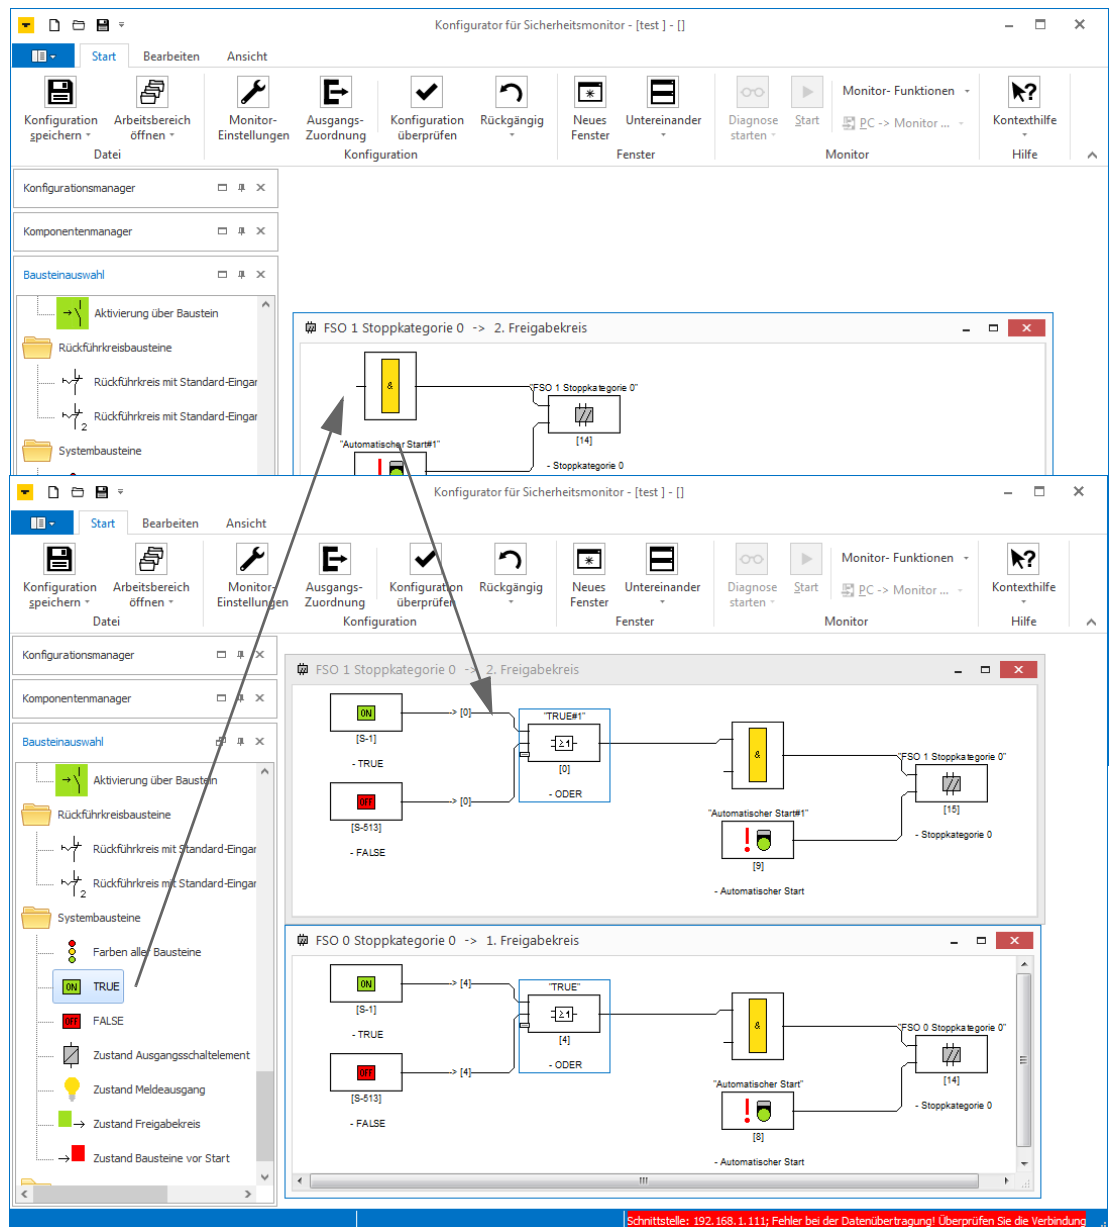 Konfigurator für Sicherheitsmonitor - [test ] - []
Start Bearbeiten Ansicht
Konfiguration speichern
Arbeitsbereich öffnen
Monitor- Einstellungen
Ausgangs- Zuordnung
Konfiguration überprüfen
Rückgängig
Neues Fenster
Untereinander
Diagnose starten
Start
Monitor- Funktionen
PC -> Monitor ...
Kontexthilfe
Datei Konfiguration Fenster Monitor Hilfe
Konfigurationsmanager
Komponentenmanager
Bausteinauswahl
Aktivierung über Baustein
Rückführkreisbausteine
Rückführkreis mit Standard-Eingar
2
Rückführkreis mit Standard-Eingar
Systembausteine
FSO 1 Stoppkategorie 0 -> 2. Freigabekreis
&
"FSO 1 Stoppkategorie 0"
[14]
"Automatischer Start#1"
- Stoppkategorie 0
Konfigurator für Sicherheitsmonitor - [test ] - []
Start Bearbeiten Ansicht
Konfiguration speichern
Arbeitsbereich öffnen
Monitor- Einstellungen
Ausgangs- Zuordnung
Konfiguration überprüfen
Rückgängig
Neues Fenster
Untereinander
Diagnose starten
Start
Monitor- Funktionen
PC -> Monitor ...
Kontexthilfe
Datei Konfiguration Fenster Monitor Hilfe
Konfigurationsmanager
Komponentenmanager
Bausteinauswahl
Aktivierung über Baustein
Rückführkreisbausteine
Rückführkreis mit Standard-Eingar
2
Rückführkreis mit Standard-Eingar
Systembausteine
Farben aller Bausteine
ON TRUE
OFF FALSE
Zustand Ausgangsschaltelement
Zustand Meldeausgang
Zustand Freigabekreis
Zustand Bausteine vor Start
FSO 1 Stoppkategorie 0 -> 2. Freigabekreis
ON
-> [0]
[S-1]
- TRUE
OFF
-> [0]
[S-513]
- FALSE
"TRUE#1"
≥1
[0]
- ODER
&
"FSO 1 Stoppkategorie 0"
[15]
- Stoppkategorie 0
"Automatischer Start#1"
[9]
- Automatischer Start
FSO 0 Stoppkategorie 0 -> 1. Freigabekreis
ON
-> [4]
[S-1]
- TRUE
OFF
-> [4]
[S-513]
- FALSE
"TRUE"
≥1
[4]
- ODER
&
"FSO 0 Stoppkategorie 0"
[14]
- Stoppkategorie 0
"Automatischer Start"
[8]
- Automatischer Start
Schnittstelle: 192.168.1.111; Fehler bei der Datenübertragung! Überprüfen Sie die Verbindung